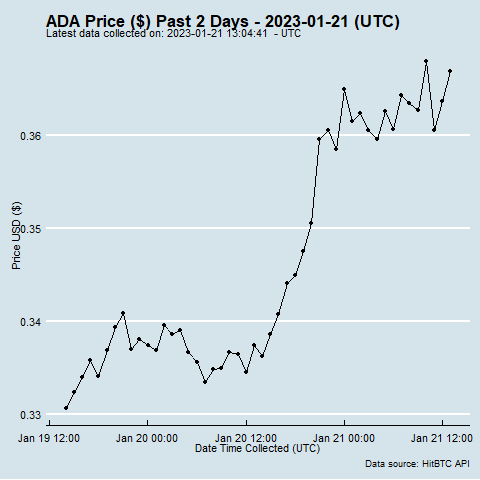 ADA Price ($) Past 2 Days - 2023-01-21 (UTC)
Latest data collected on: 2023-01-21 13:04:41 - UTC
Price USD ($)
0.36
0.35
0.34
0.33
Jan 19 12:00 Jan 20 00:00 Jan 20 12:00 Jan 21 00:00 Jan 21 12:00
Date Time Collected (UTC)
Data source: HitBTC API